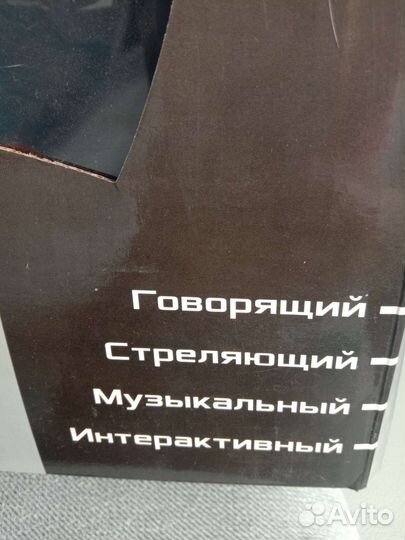 Говорящий
Стреляющий
Музыкальный
Интерактивный
Avito